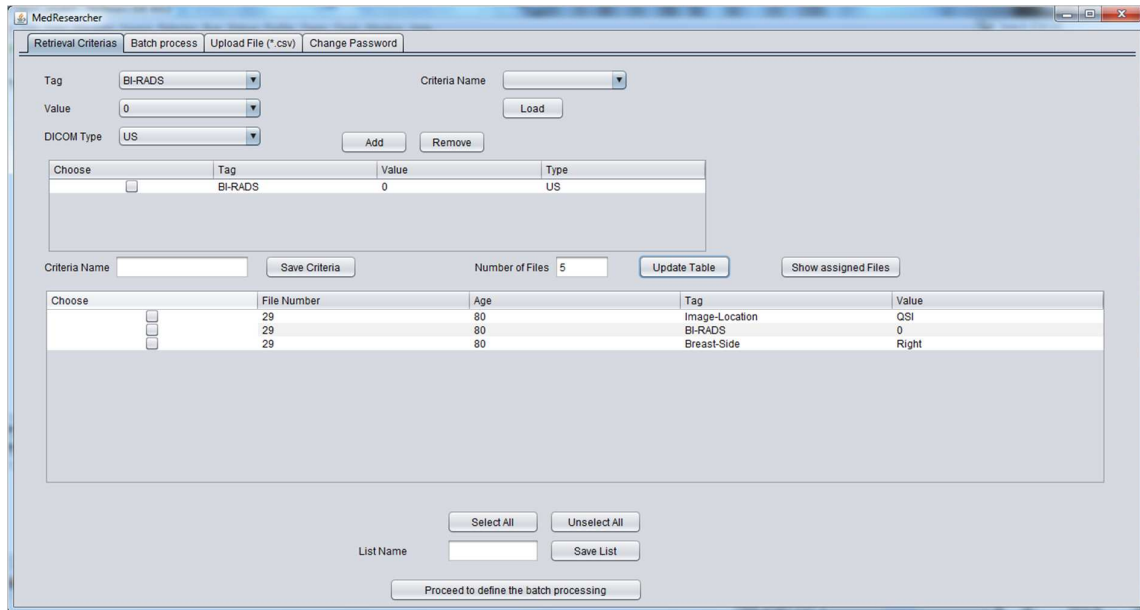 MedResearcher
Retrieval Criterias Batch process Upload File (*.csv) Change Password
Tag BI-RADS Criteria Name
Value 0 Load
DICOM Type US Add Remove
Choose Tag Value Type
BI-RADS 0 US
Criteria Name Save Criteria Number of Files 5 Update Table Show assigned Files
Choose File Number Age Tag Value
29 80 Image-Location QSI
29 80 BI-RADS 0
29 80 Breast-Side Right
Select All Unselect All
List Name Save List
Proceed to define the batch processing